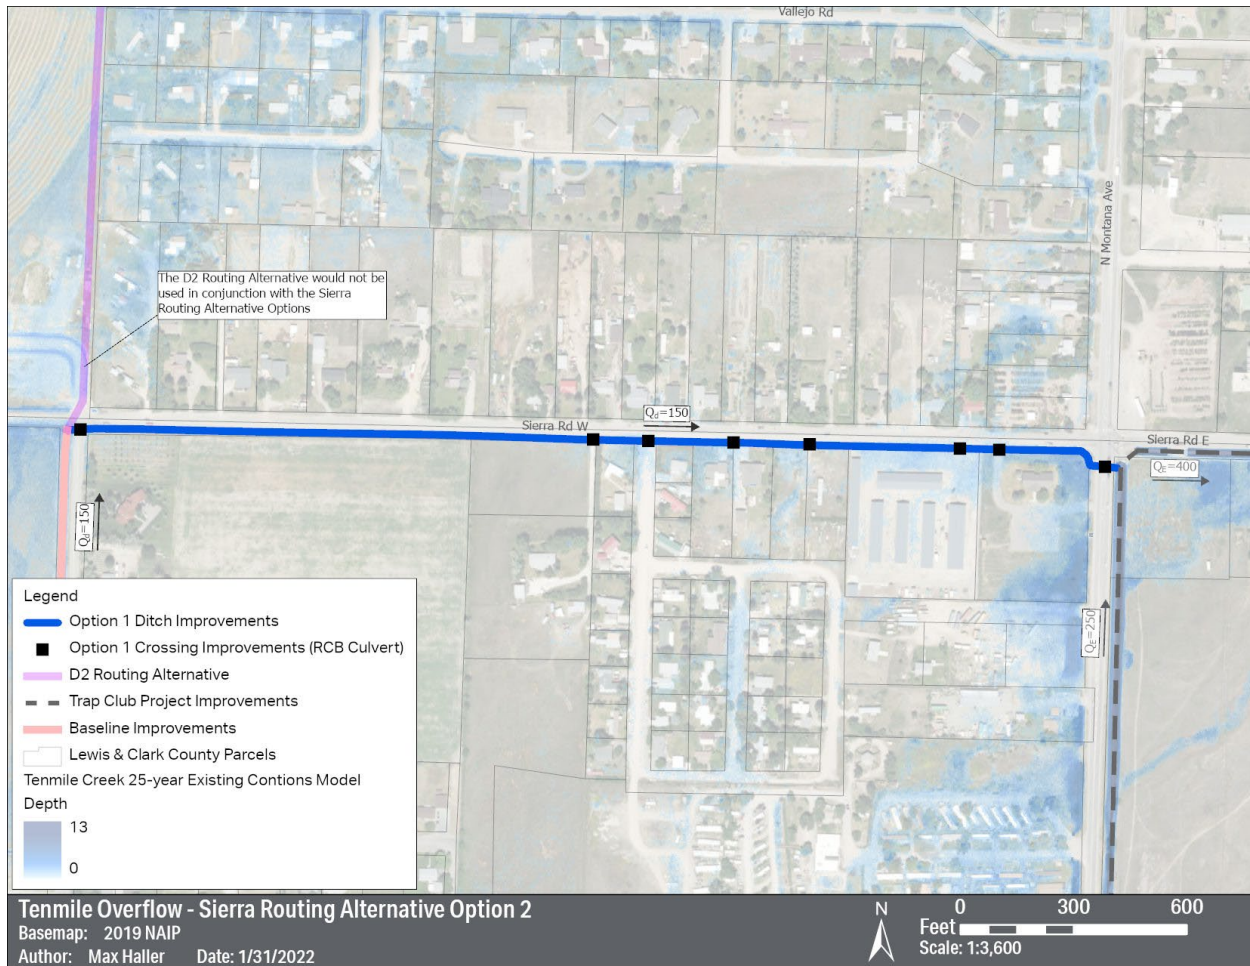 Vallejo Rd
N Montana Ave
The D2 Routing Alternative would not be
used in conjunction with the Sierra
Routing Alternative Options
Qd=150
Sierra Rd W
Sierra Rd E
QE=400
Qd=150
QE=250
Legend
Option 1 Ditch Improvements
Option 1 Crossing Improvements (RCB Culvert)
D2 Routing Alternative
Trap Club Project Improvements
Baseline Improvements
Lewis & Clark County Parcels
Tenmile Creek 25-year Existing Contions Model
Depth
13
0
Tenmile Overflow - Sierra Routing Alternative Option 2
Basemap: 2019 NAIP
Author: Max Haller Date: 1/31/2022
N
0 300 600
Feet
Scale: 1:3,600